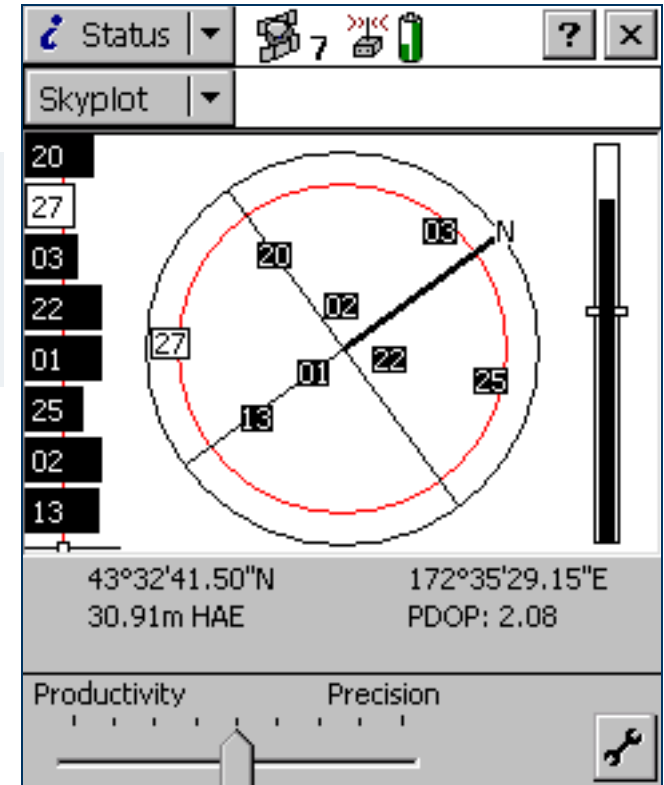 i Status 7 ? ×
Skyplot
20
27
03
22
01
25
02
13
03 N
20
02
27
22
01
25
13
43°32'41.50"N 172°35'29.15"E
30.91m HAE PDOP: 2.08
Productivity Precision